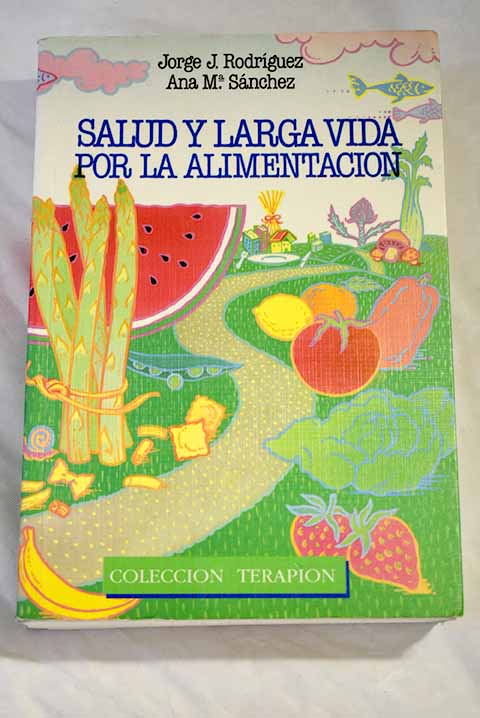 Jorge J. Rodríguez
Ana Mª. Sánchez
SALUD Y LARGA VIDA
POR LA ALIMENTACION
COLECCION TERAPION